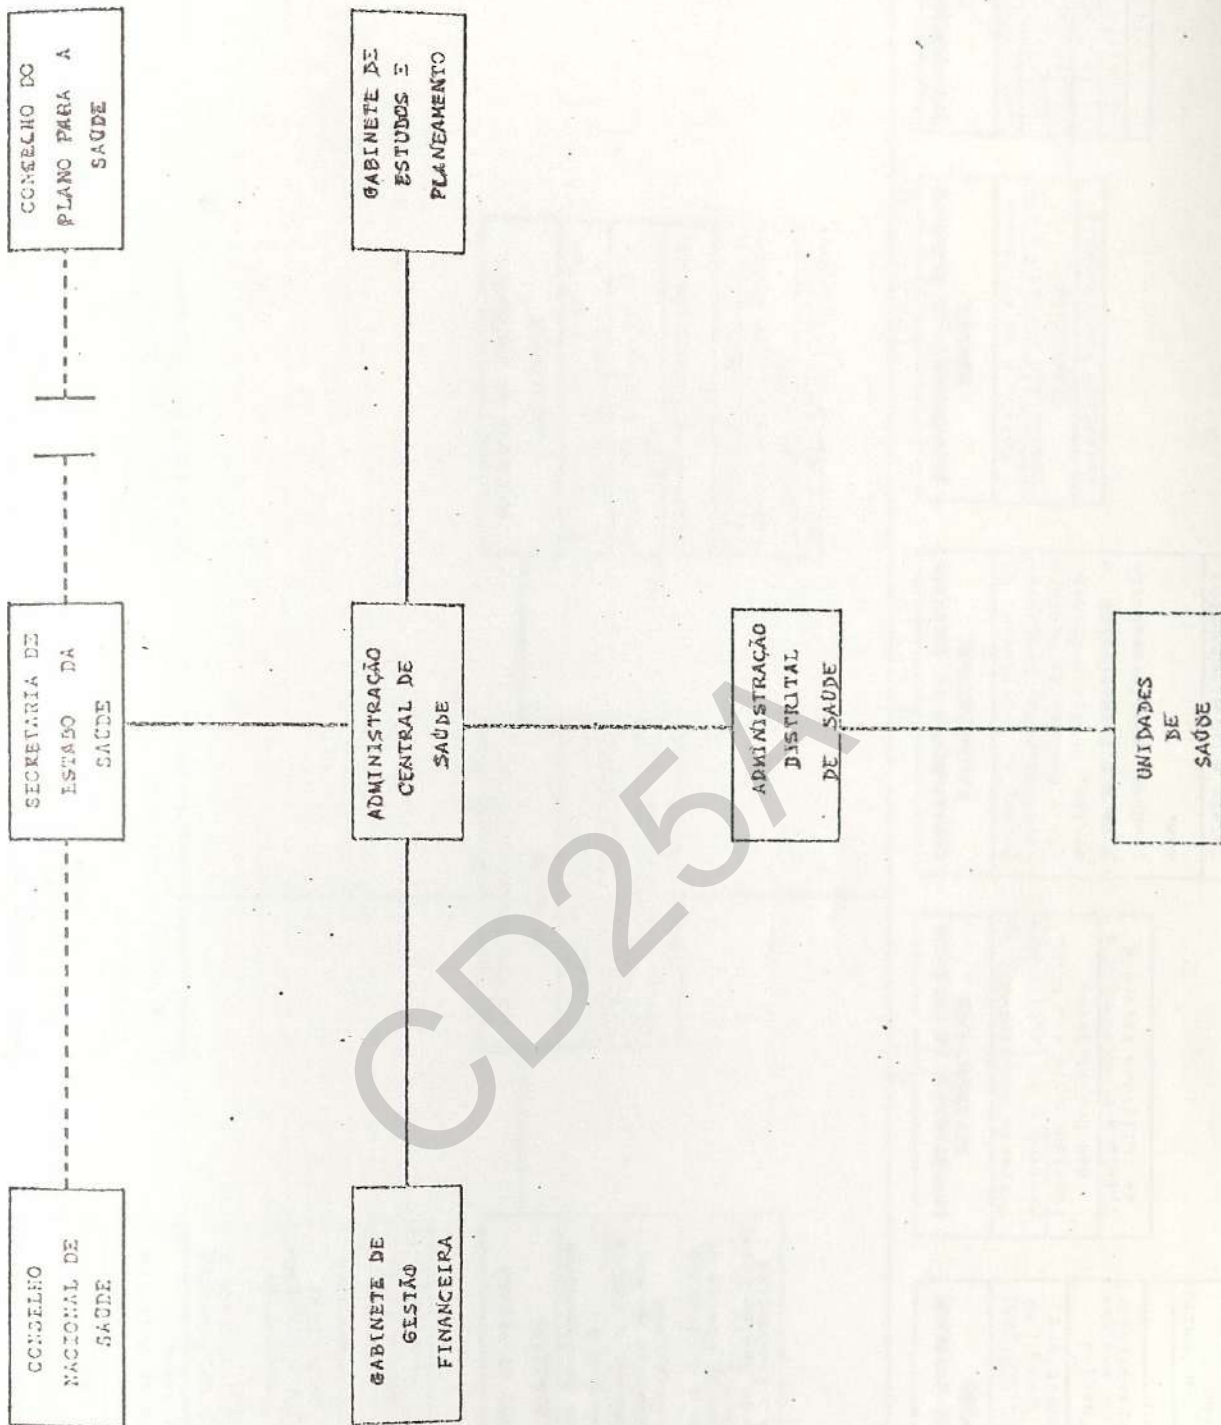 CONSELHO
NACIONAL DE
SAÚDE
SECRETARIA DE
ESTADO DA
SAÚDE
CONSELHO DO
PLANO PARA A
SAÚDE
GABINETE DE
GESTÃO
FINANCEIRA
ADMINISTRAÇÃO
CENTRAL DE
SAÚDE
GABINETE DE
ESTUDOS E
PLANEAMENTO
ADMINISTRAÇÃO
DISTRITAL
DE SAÚDE
UNIDADES
DE
SAÚDE
CD25A